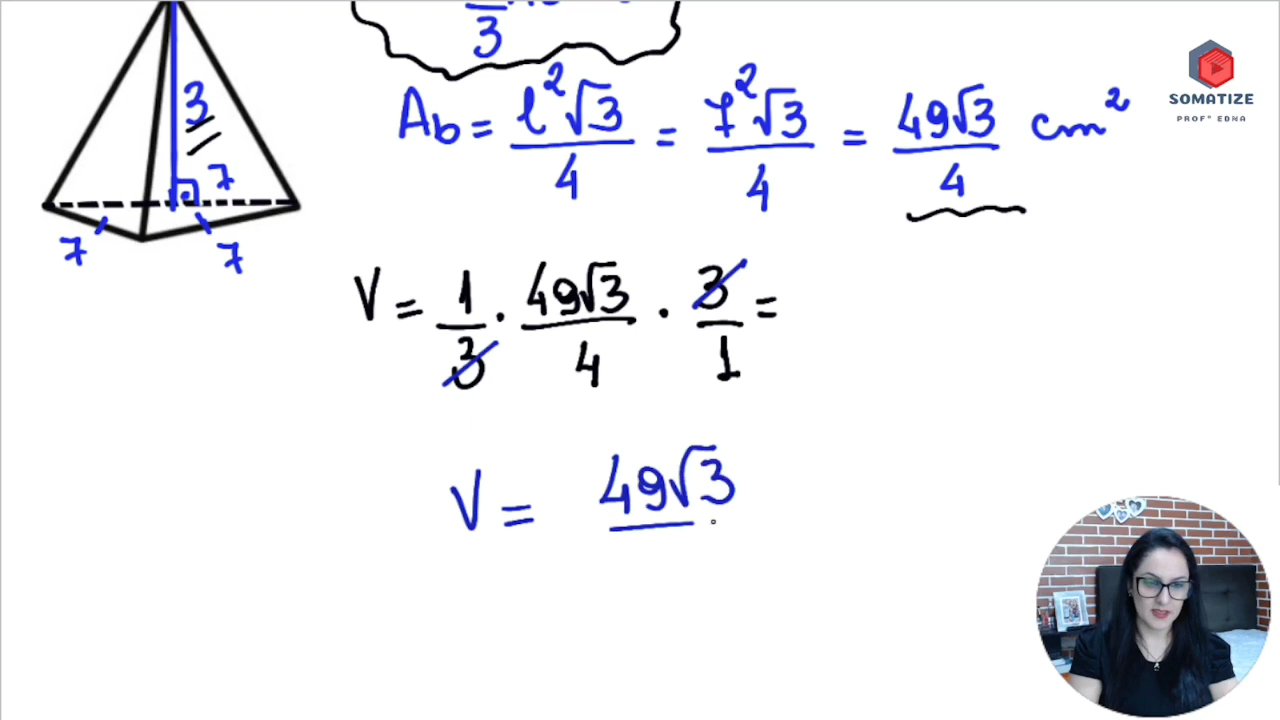 3
SOMATIZE
PROFª EDNA
A_b = l²√3/4 = 7²√3/4 = 49√3/4 cm²
3
7
7
7
V = 1/3 · 49√3/4 · 3/1 =
V = 49√3